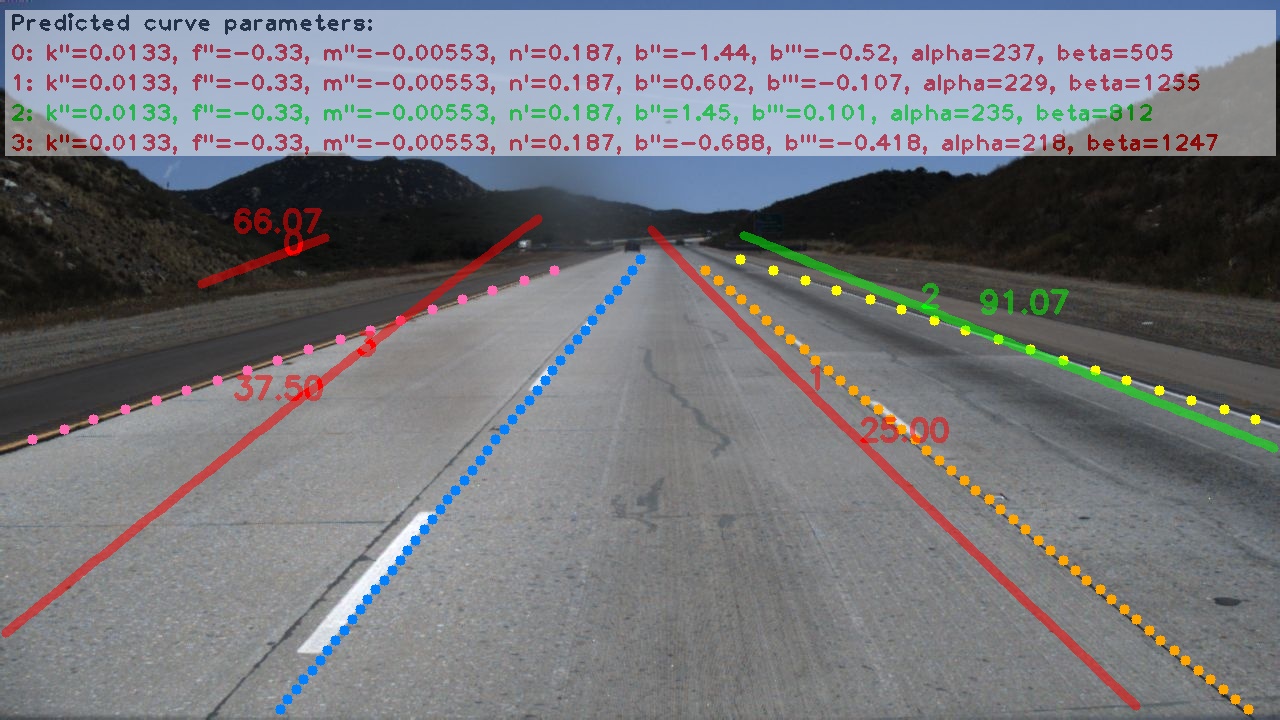 Predicted curve parameters:
0: k''=0.0133, f''=-0.33, m''=-0.00553, n'=0.187, b''=-1.44, b'''=-0.52, alpha=237, beta=505
1: k''=0.0133, f''=-0.33, m''=-0.00553, n'=0.187, b''=0.602, b'''=-0.107, alpha=229, beta=1255
2: k''=0.0133, f''=-0.33, m''=-0.00553, n'=0.187, b''=1.45, b'''=0.101, alpha=235, beta=812
3: k''=0.0133, f''=-0.33, m''=-0.00553, n'=0.187, b''=-0.688, b'''=-0.418, alpha=218, beta=1247
66.07
0
2 91.07
3
37.50
1
25.00